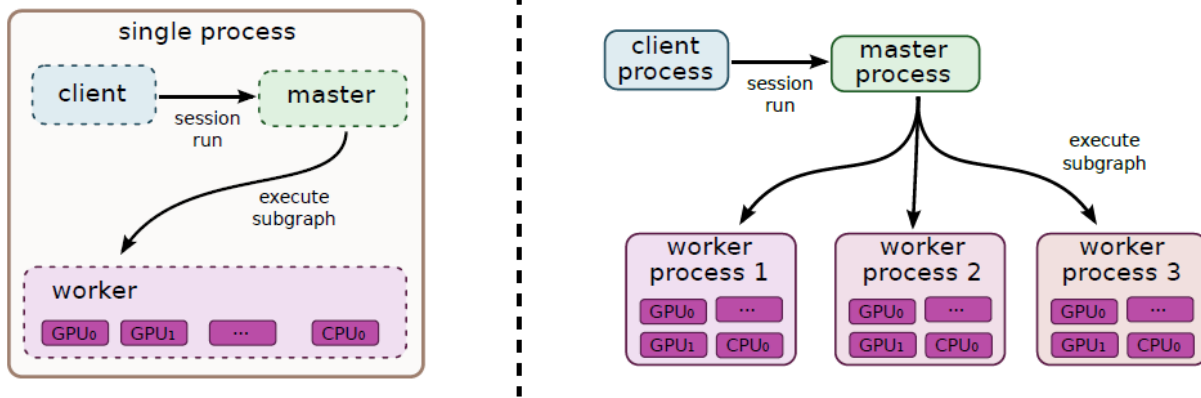 single process
client
master
session
run
execute
subgraph
worker
GPU₀ GPU₁ ... CPU₀
client
process
master
process
session
run
execute
subgraph
worker
process 1
GPU₀ ...
GPU₁ CPU₀
worker
process 2
GPU₀ ...
GPU₁ CPU₀
worker
process 3
GPU₀ ...
GPU₁ CPU₀